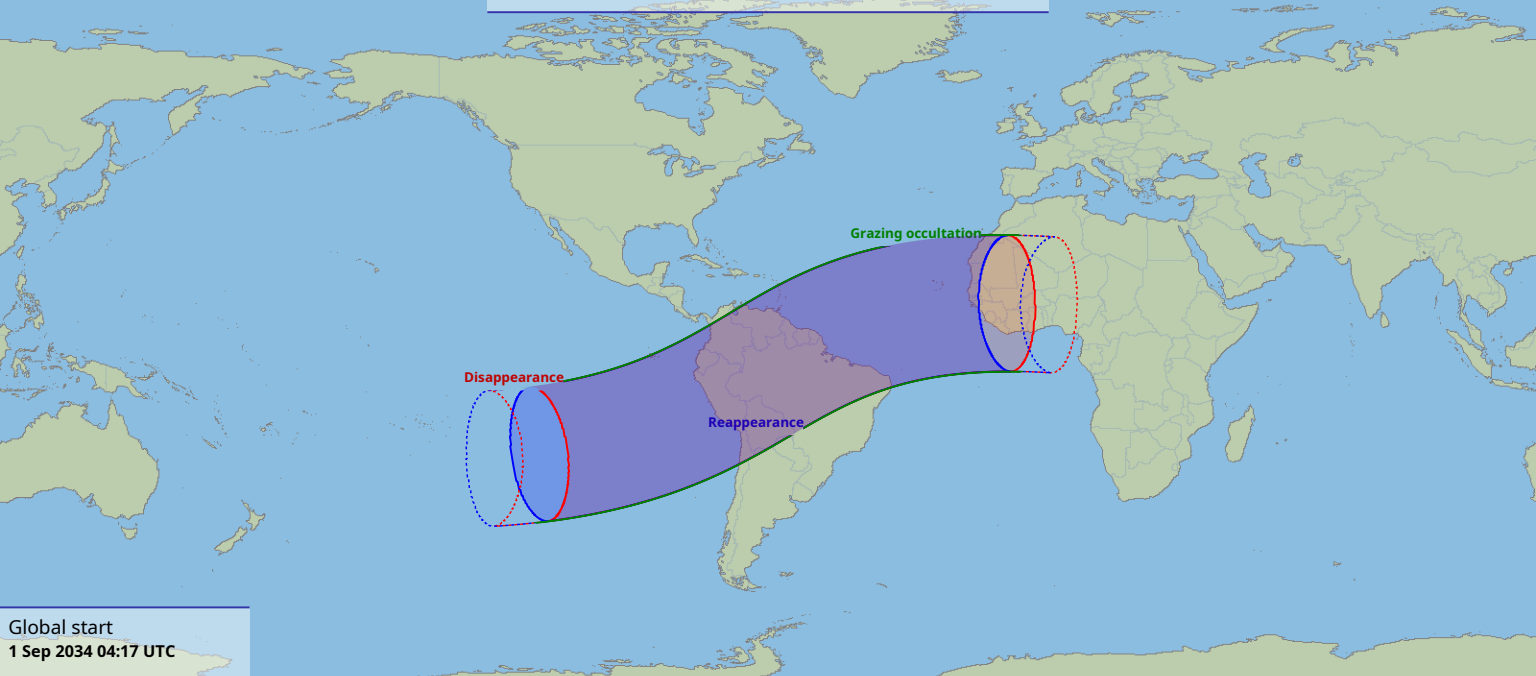 Grazing occultation
Disappearance
Reappearance
Global start
1 Sep 2034 04:17 UTC